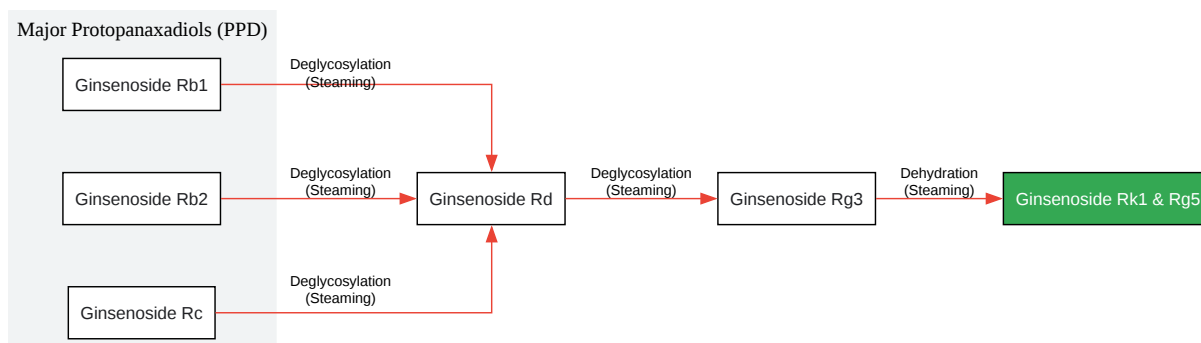 Major Protopanaxadiols (PPD)
Ginsenoside Rb1
Deglycosylation
(Steaming)
Ginsenoside Rb2
Deglycosylation
(Steaming)
Ginsenoside Rd
Deglycosylation
(Steaming)
Ginsenoside Rg3
Dehydration
(Steaming)
Ginsenoside Rk1 & Rg5
Ginsenoside Rc
Deglycosylation
(Steaming)